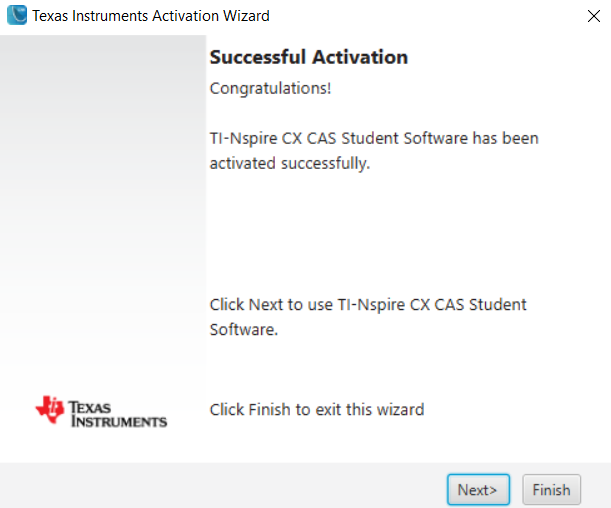 Texas Instruments Activation Wizard
Successful Activation
Congratulations!
TI-Nspire CX CAS Student Software has been
activated successfully.
Click Next to use TI-Nspire CX CAS Student
Software.
TEXAS
INSTRUMENTS
Click Finish to exit this wizard
Next>
Finish